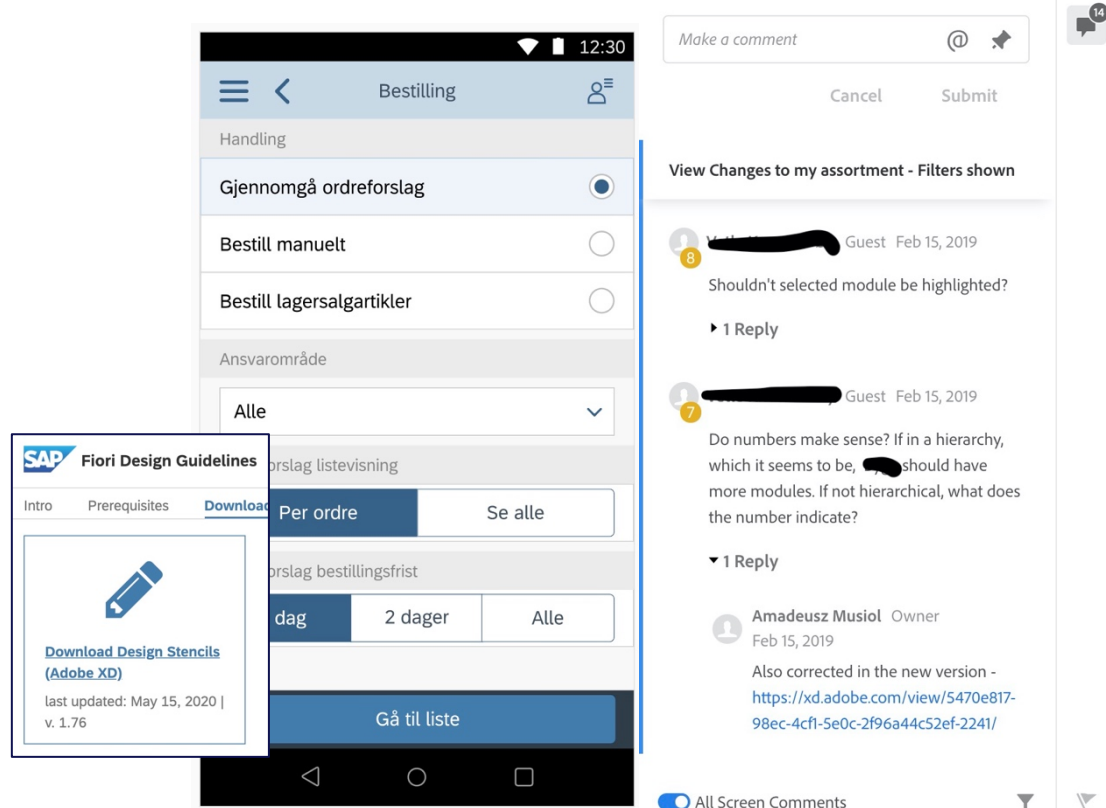 12:30
Bestilling
Handling
Gjennomgå ordreforslag
Bestill manuelt
Bestill lagersalgartikler
Ansvarområde
Alle
orslag listevisning
Per ordre
Se alle
orslag bestillingsfrist
dag
2 dager
Alle
Gå til liste
SAP Fiori Design Guidelines
Intro Prerequisites Download
Download Design Stencils
(Adobe XD)
last updated: May 15, 2020 |
v. 1.76
Make a comment @
Cancel Submit
14
View Changes to my assortment - Filters shown
8
Guest Feb 15, 2019
Shouldn't selected module be highlighted?
1 Reply
7
Guest Feb 15, 2019
Do numbers make sense? If in a hierarchy,
which it seems to be, should have
more modules. If not hierarchical, what does
the number indicate?
1 Reply
Amadeusz Musiol Owner
Feb 15, 2019
Also corrected in the new version -
https://xd.adobe.com/view/5470e817-
98ec-4cf1-5e0c-2f96a44c52ef-2241/
All Screen Comments